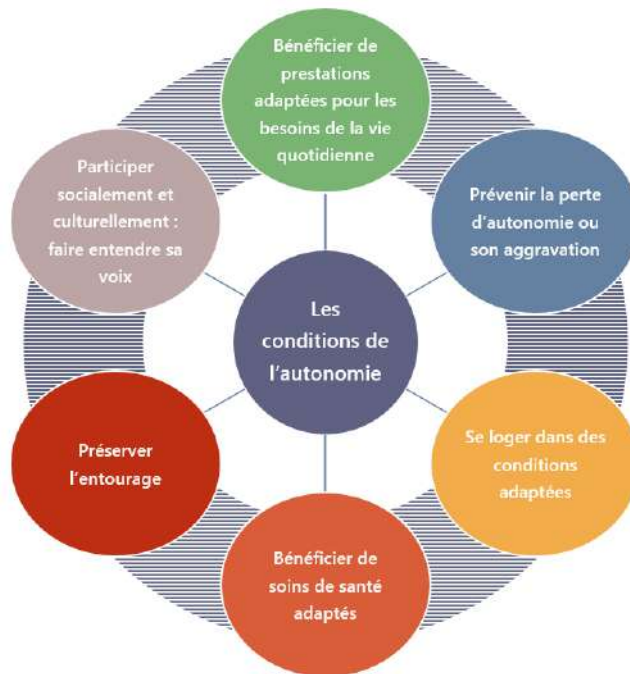 Bénéficier de
prestations
adaptées pour les
besoins de la vie
quotidienne
Prévenir la perte
d'autonomie ou
son aggravation
Se loger dans des
conditions
adaptées
Bénéficier de
soins de santé
adaptés
Préserver
l'entourage
Participer
socialement et
culturellement :
faire entendre sa
voix
Les
conditions de
l'autonomie